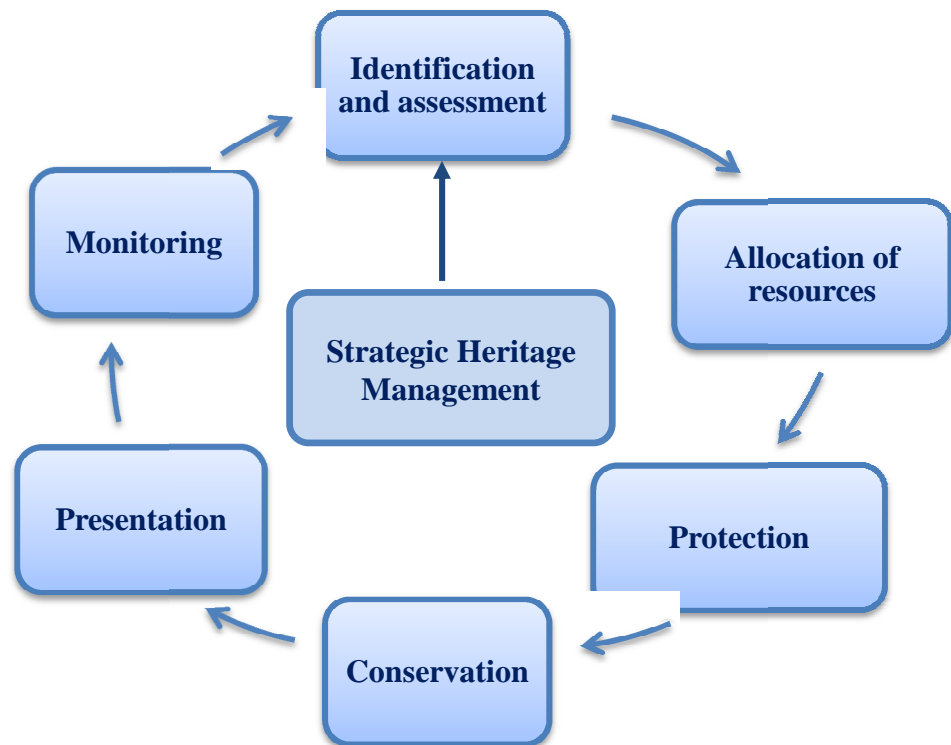 Identification
and assessment
Allocation of
resources
Protection
Conservation
Presentation
Monitoring
Strategic Heritage
Management